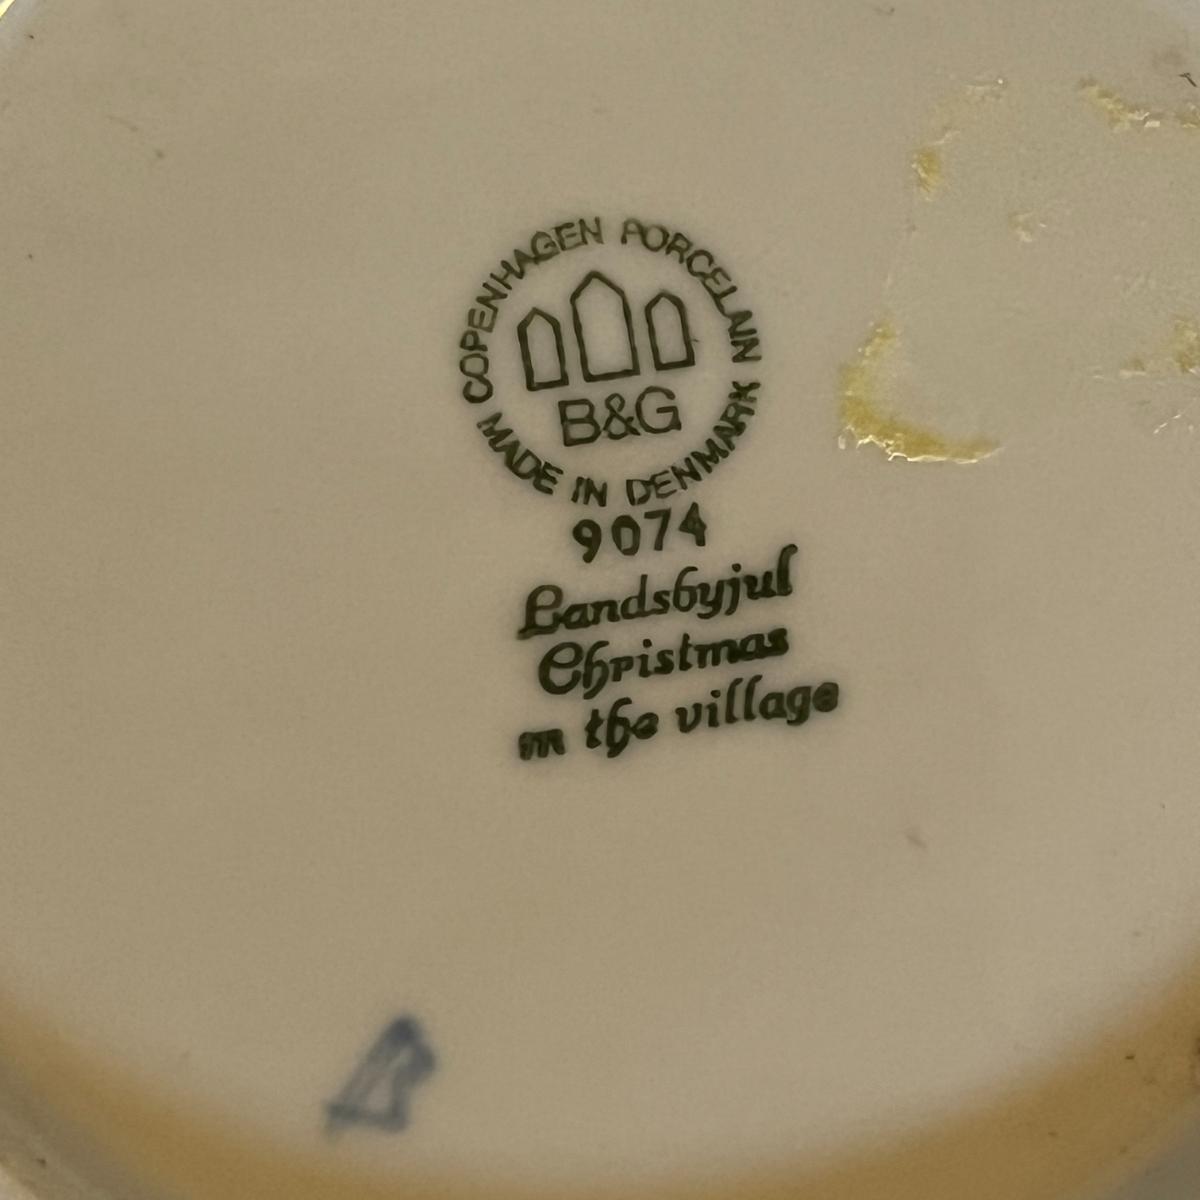 COPENHAGEN PORCELAIN
B&G
MADE IN DENMARK
9074
Landsbyjul
Christmas
in the village